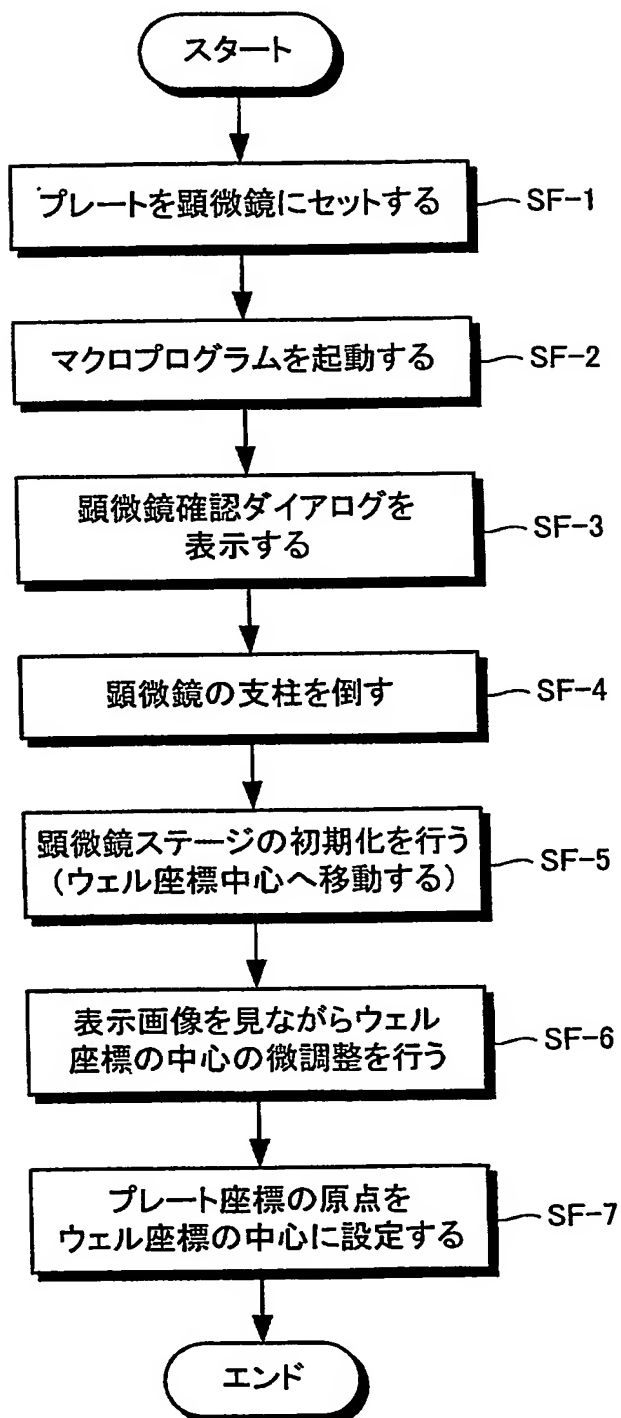 スタート
プレートを顕微鏡にセットする
SF-1
マクロプログラムを起動する
SF-2
顕微鏡確認ダイアログを
表示する
SF-3
顕微鏡の支柱を倒す
SF-4
顕微鏡ステージの初期化を行う
(ウェル座標中心へ移動する)
SF-5
表示画像を見ながらウェル
座標の中心の微調整を行う
SF-6
プレート座標の原点を
ウェル座標の中心に設定する
SF-7
エンド